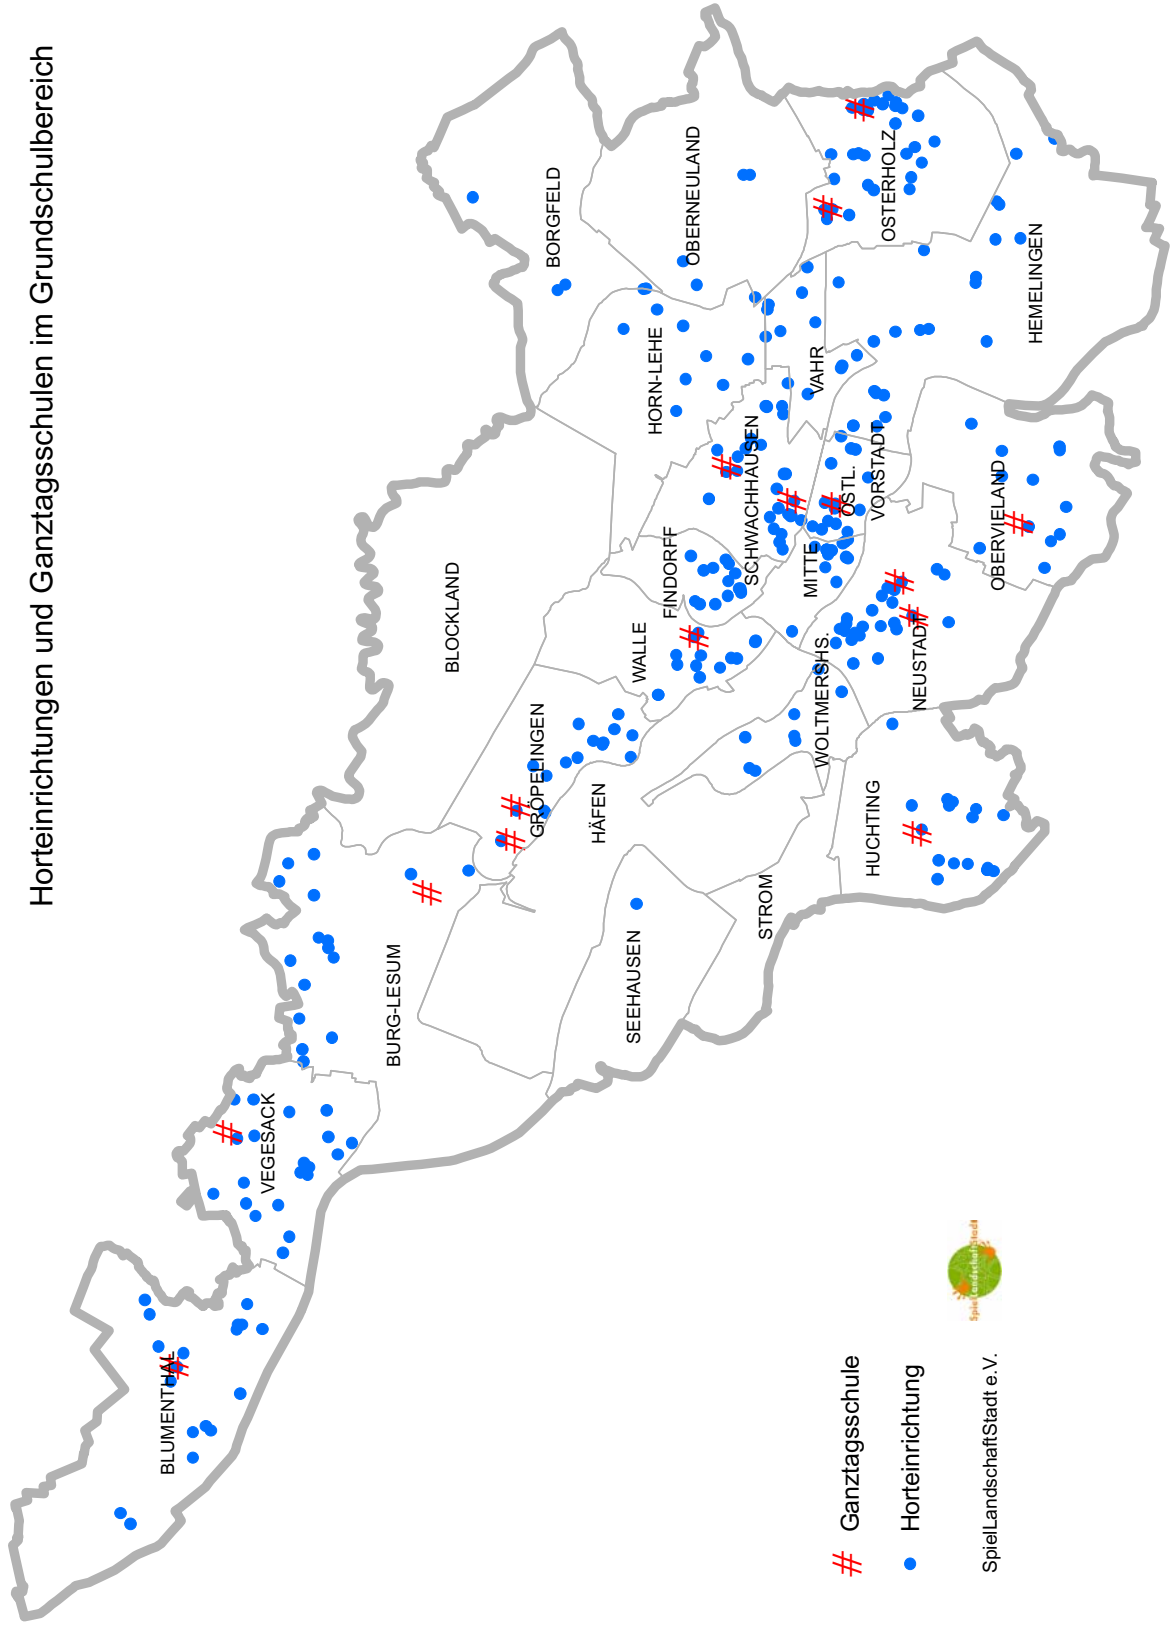 Horteinrichtungen und Ganztagsschulen im Grundschulbereich
BLUMENTHAL
VEGESACK
BURG-LESUM
BLOCKLAND
GRÖPELINGEN
HÄFEN
SEEHAUSEN
STROM
WALLE
FINDORFF
HORN-LEHE
BORGFELD
OBERNEULAND
SCHWACHHAUSEN
MITTE
VAHR
ÖSTL.
VORSTADT
OSTERHOLZ
HEMELINGEN
WOLTMERSHS.
NEUSTADT
HUCHTING
OBERVIELAND
# Ganztagsschule
Horteinrichtung
SpielLandschaftStadt e.V.
SpielLandschaftStadt